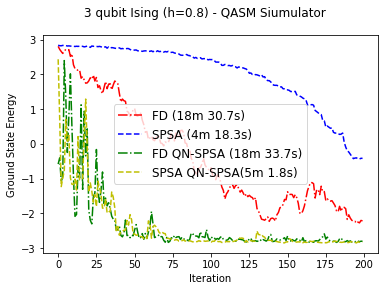 3 qubit Ising (h=0.8) - QASM Siumulator
Ground State Energy
3
2
1
0
−1
−2
−3
FD (18m 30.7s)
SPSA (4m 18.3s)
FD QN-SPSA (18m 33.7s)
SPSA QN-SPSA(5m 1.8s)
0 25 50 75 100 125 150 175 200
Iteration